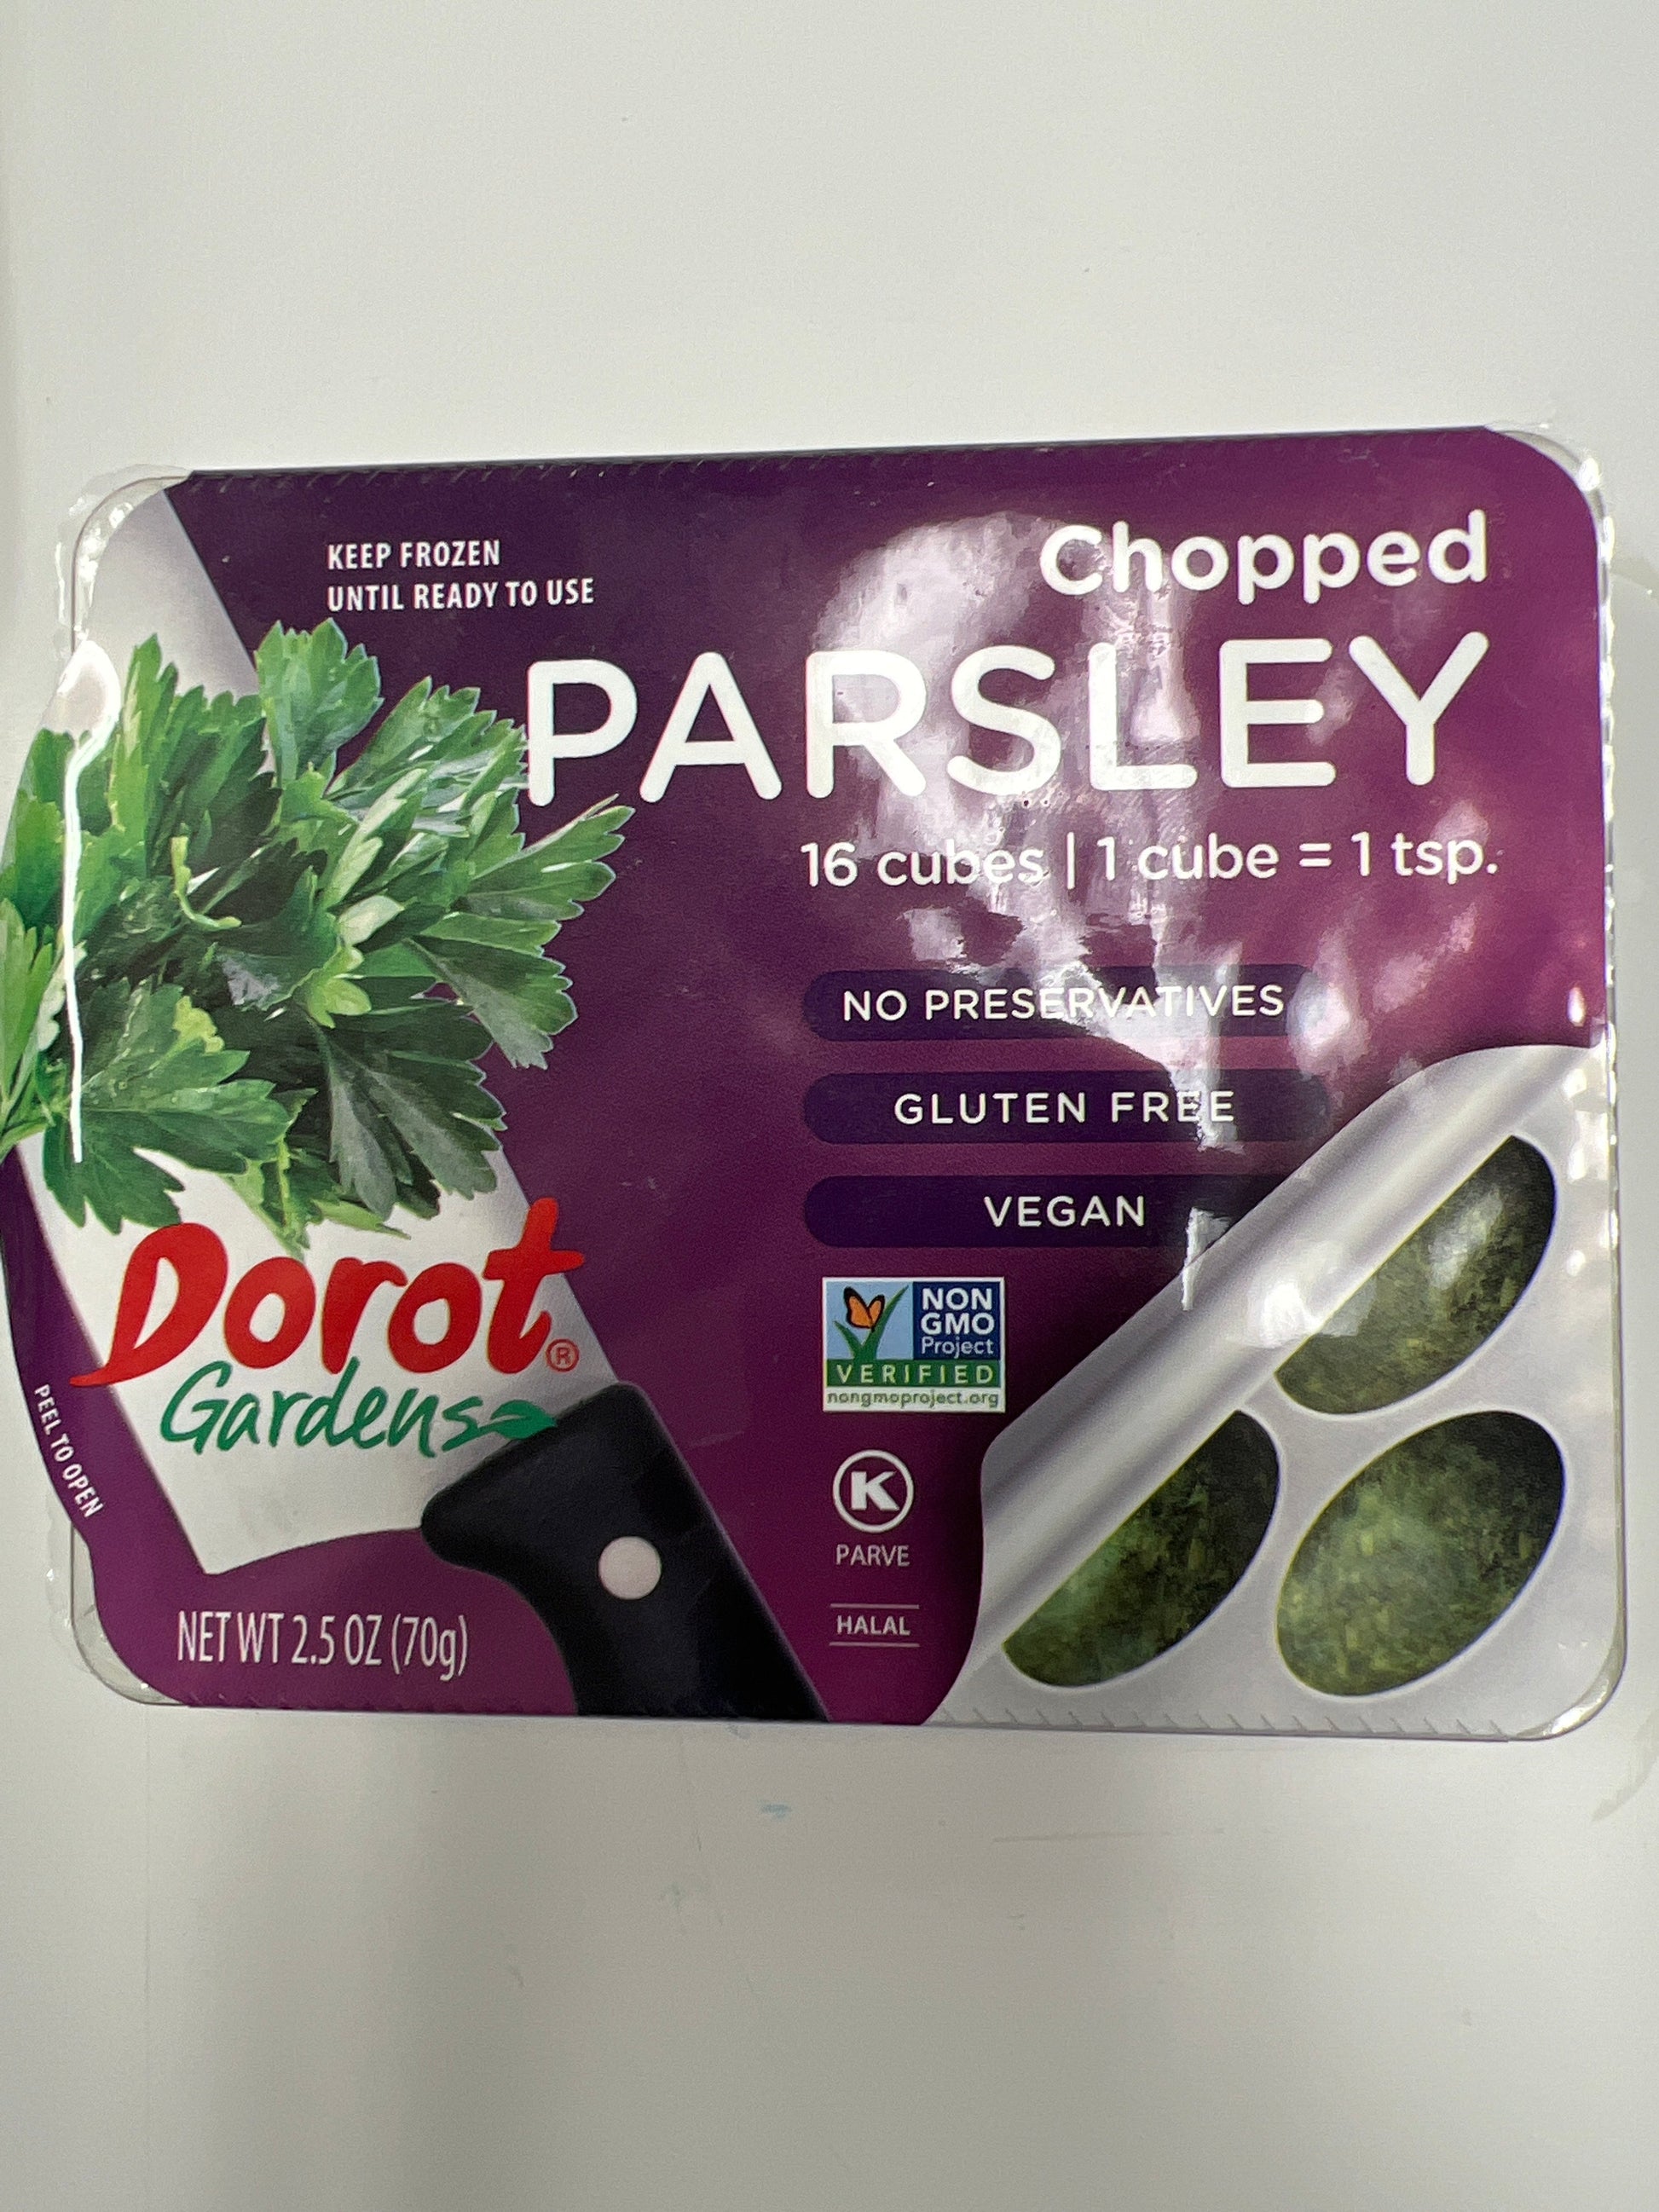 KEEP FROZEN
UNTIL READY TO USE
Chopped
PARSLEY
16 cubes | 1 cube = 1 tsp.
NO PRESERVATIVES
GLUTEN FREE
VEGAN
Dorot®
Gardens
NON
GMO
Project
VERIFIED
nongmoproject.org
K
PARVE
HALAL
PEEL TO OPEN
NET WT 2.5 OZ (70g)